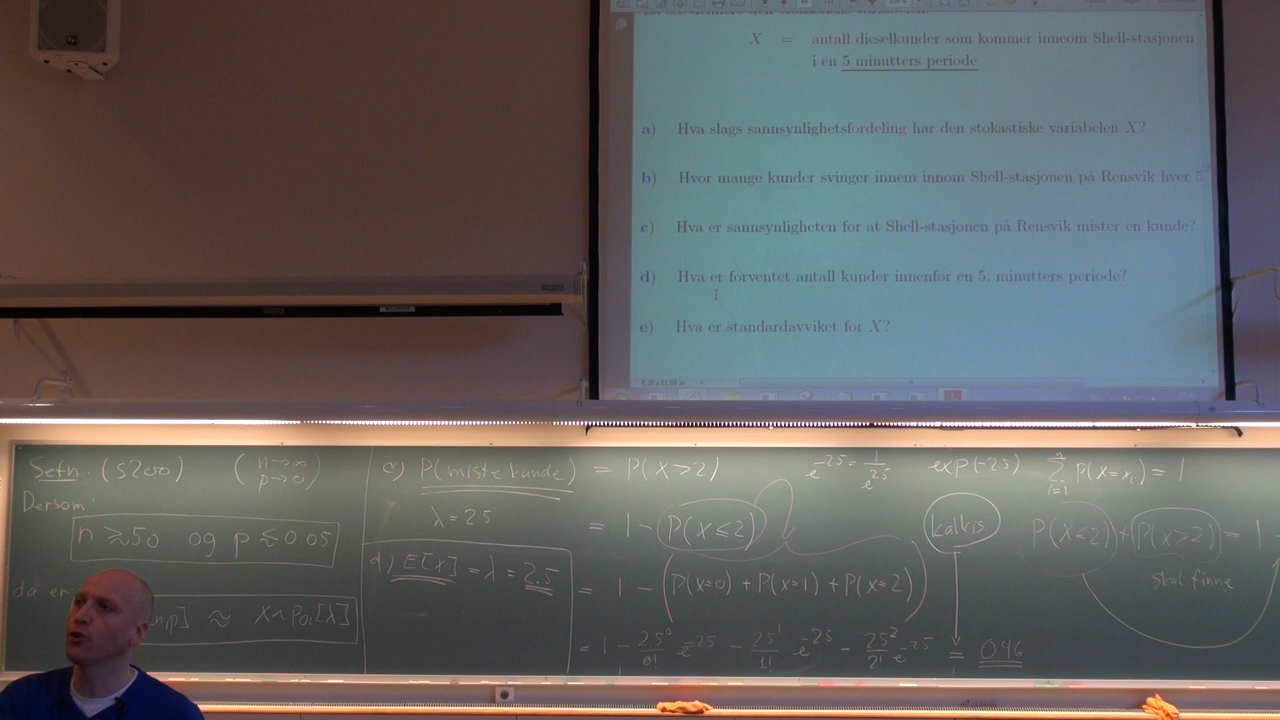 X = antall dieselkunder som kommer inneom Shell-stasjonen
i en 5 minutters periode
a) Hva slags sannsynlighetsfordeling har den stokastiske variabelen X?
b) Hvor mange kunder svinger innem innom Shell-stasjonen på Rensvik hver 5
c) Hva er sannsynligheten for at Shell-stasjonen på Rensvik mister en kunde?
d) Hva er forventet antall kunder innenfor en 5. minutters periode?
e) Hva er standardavviket for X?
Setn. (5200) (n→∞ p→0)
Dersom:
n ≥ 50 og p ≤ 0.05
da er
n,p] ≈ X~Poi[λ]
c) P(miste kunde) = P(X>2)
λ = 2.5
= 1 - P(X≤2)
d) E[X] = λ = 2.5
= 1 - (P(X=0) + P(X=1) + P(X=2))
= 1 - 2.5⁰/0! e^-2.5 - 2.5¹/1! e^-2.5 - 2.5²/2! e^-2.5 = 0.46
e^-2.5 = 1/e^2.5 exp(-2.5)
kalkis
n Σ i=1 P(X=xᵢ) = 1
P(X≤2) + P(X>2) = 1
skal finne